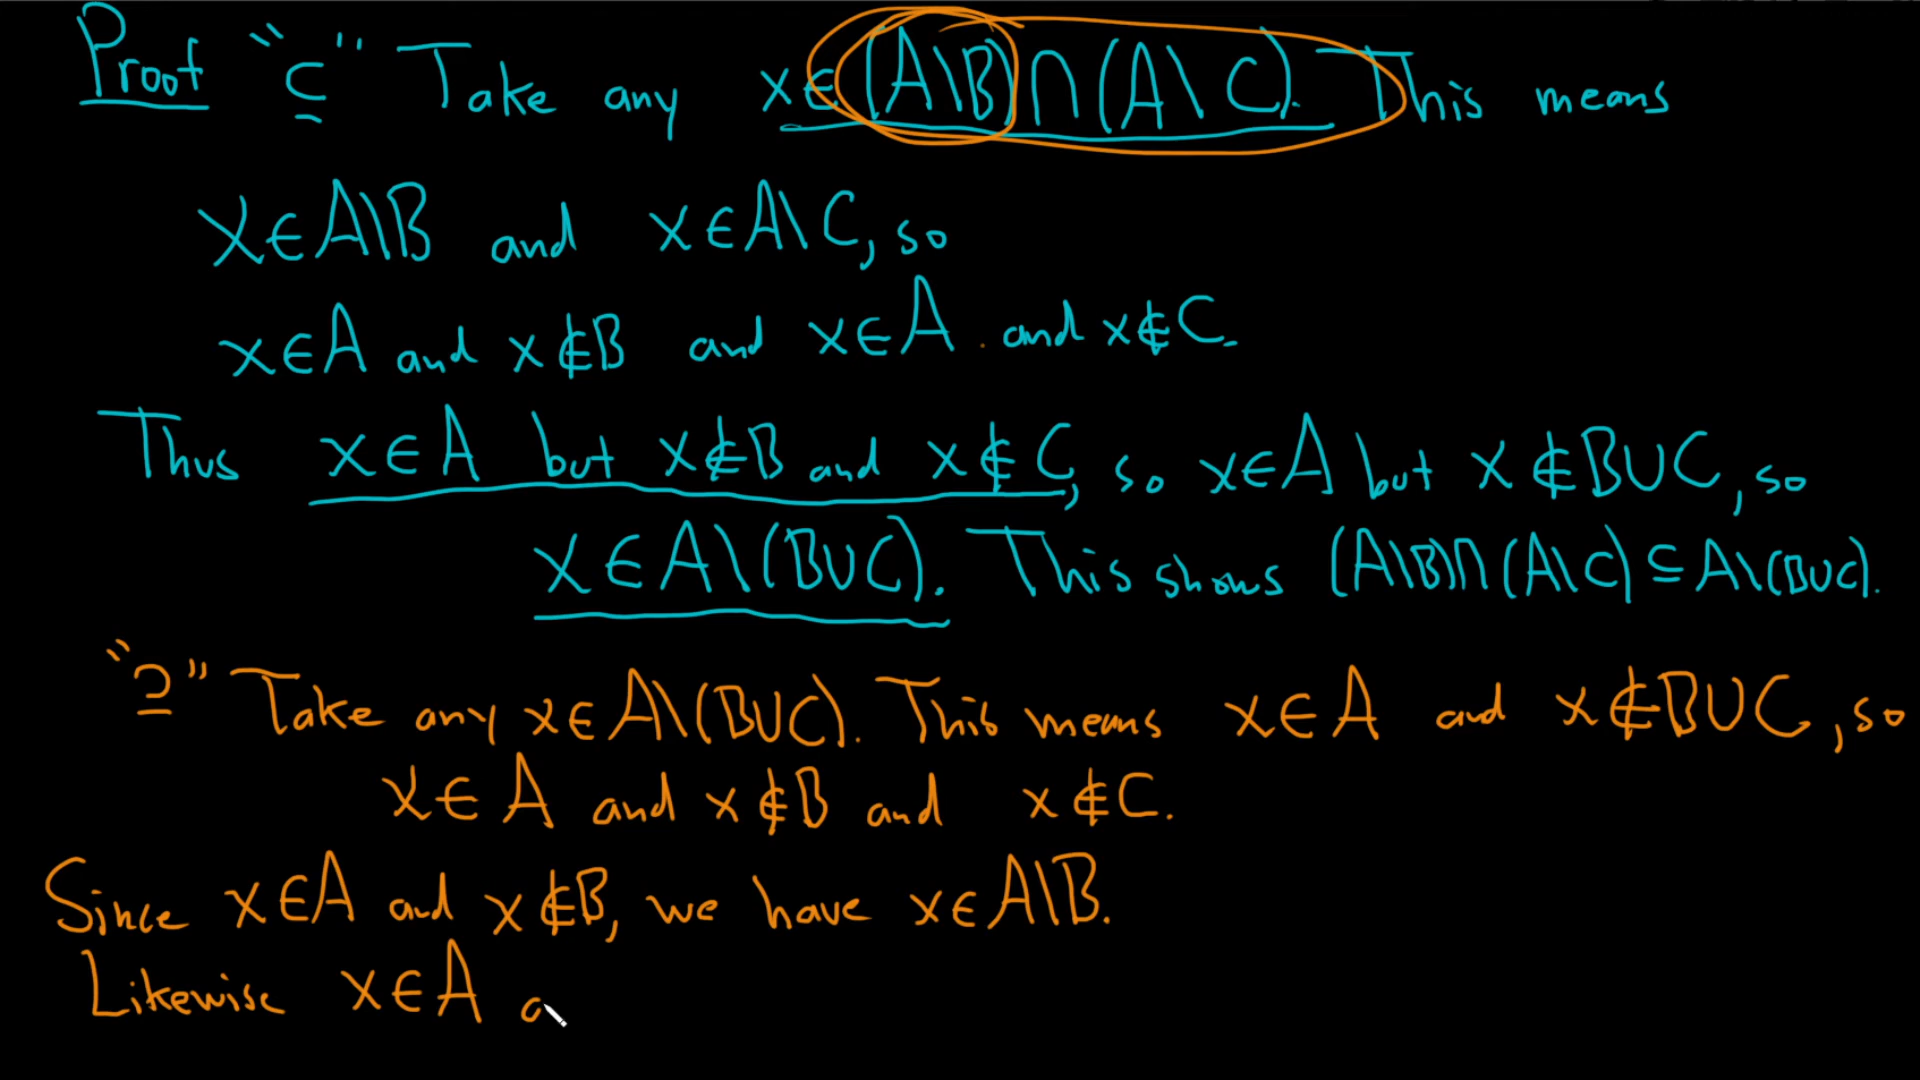 Proof "⊆" Take any x∈(A\B)∩(A\C). This means
x∈A\B and x∈A\C, so
x∈A and x∉B and x∈A and x∉C.
Thus x∈A but x∉B and x∉C, so x∈A but x∉B∪C, so
x∈A\(B∪C). This shows (A\B)∩(A\C)⊆A\(B∪C).
"⊇" Take any x∈A\(B∪C). This means x∈A and x∉B∪C, so
x∈A and x∉B and x∉C.
Since x∈A and x∉B, we have x∈A\B.
Likewise x∈A a